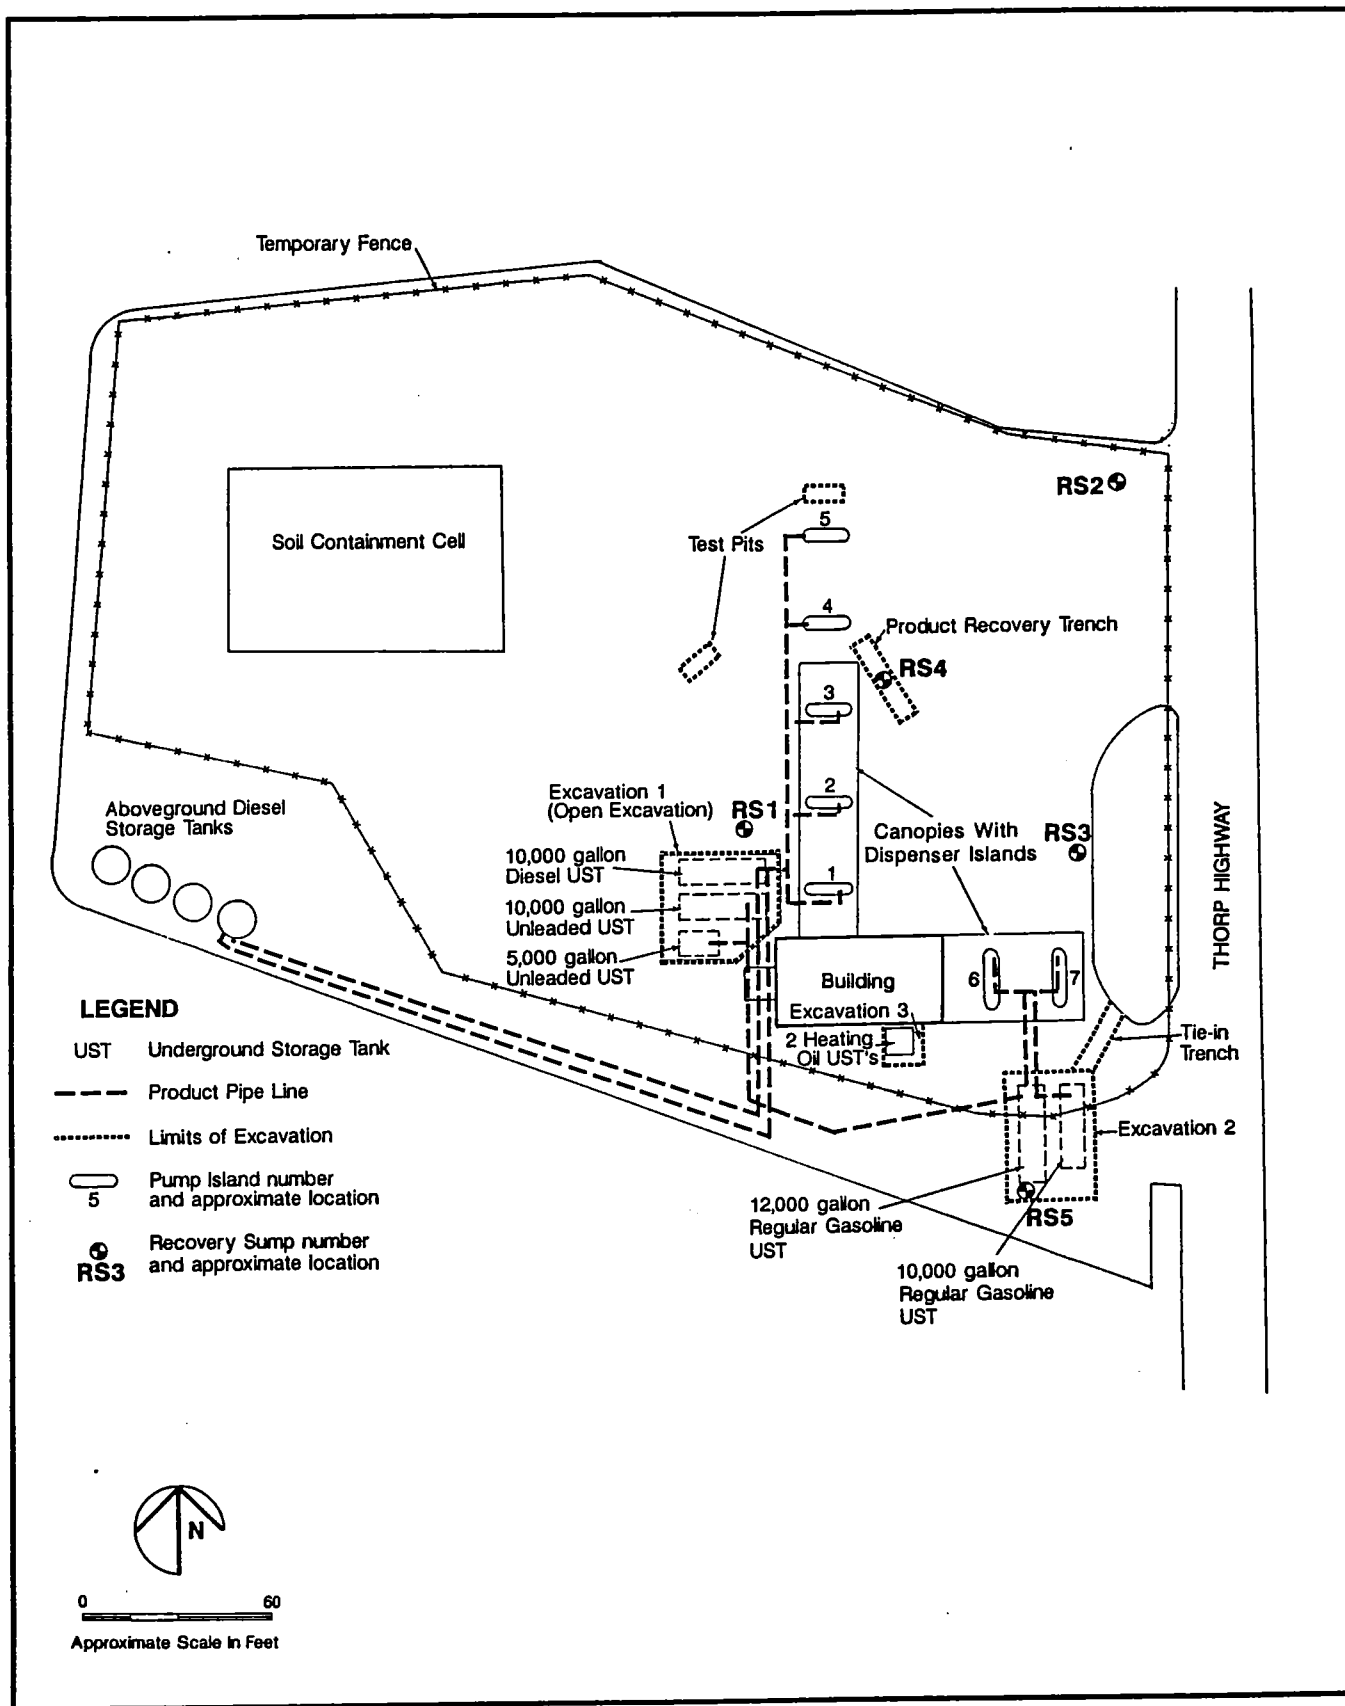 Temporary Fence
RS2
5
Soil Containment Cell
Test Pits
4
Product Recovery Trench
RS4
3
Excavation 1
(Open Excavation)
2
RS1
Aboveground Diesel
Storage Tanks
Canopies With
Dispenser Islands
RS3
THORP HIGHWAY
10,000 gallon
Diesel UST
1
10,000 gallon
Unleaded UST
5,000 gallon
Unleaded UST
Building
6
7
Excavation 3
2 Heating
Oil UST's
Tie-in
Trench
LEGEND
UST Underground Storage Tank
Product Pipe Line
Limits of Excavation
Excavation 2
Pump Island number
and approximate location
5
12,000 gallon
Regular Gasoline
UST
RS5
Recovery Sump number
and approximate location
RS3
10,000 gallon
Regular Gasoline
UST
N
0 60
Approximate Scale in Feet